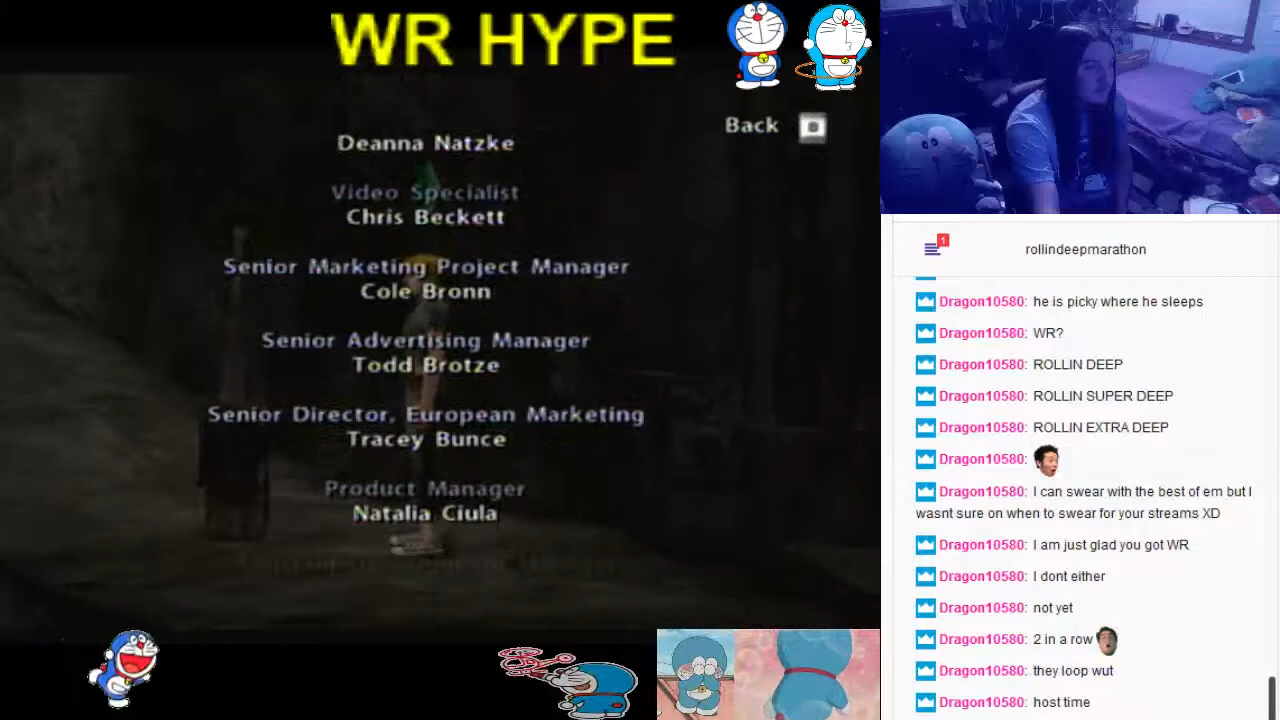 WR HYPE
Back
Deanna Natzke
Video Specialist
Chris Beckett
Senior Marketing Project Manager
Cole Bronn
Senior Advertising Manager
Todd Brotze
Senior Director, European Marketing
Tracey Bunce
Product Manager
Natalia Ciula
1
rollindeepmarathon
Dragon10580: he is picky where he sleeps
Dragon10580: WR?
Dragon10580: ROLLIN DEEP
Dragon10580: ROLLIN SUPER DEEP
Dragon10580: ROLLIN EXTRA DEEP
Dragon10580:
Dragon10580: I can swear with the best of em but I
wasnt sure on when to swear for your streams XD
Dragon10580: I am just glad you got WR
Dragon10580: I dont either
Dragon10580: not yet
Dragon10580: 2 in a row
Dragon10580: they loop wut
Dragon10580: host time